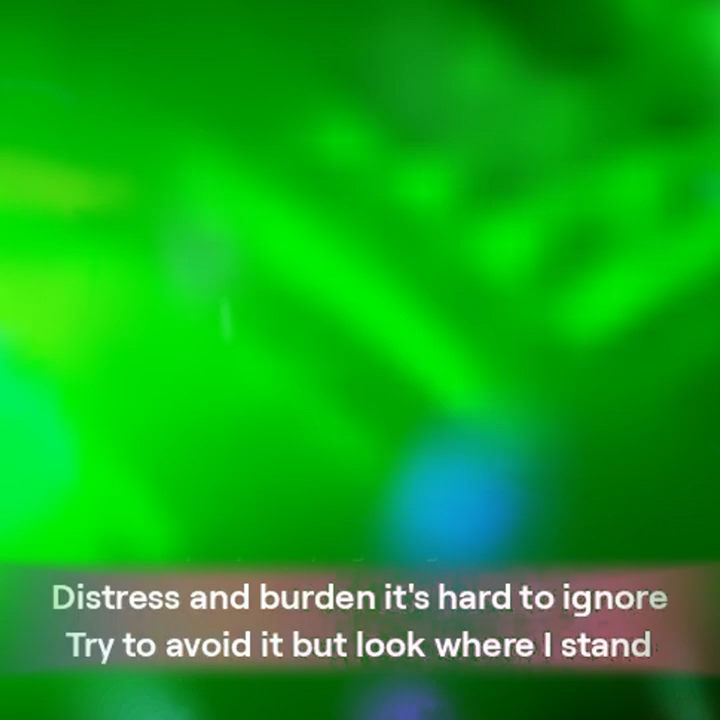 Distress and burden it's hard to ignore
Try to avoid it but look where I stand